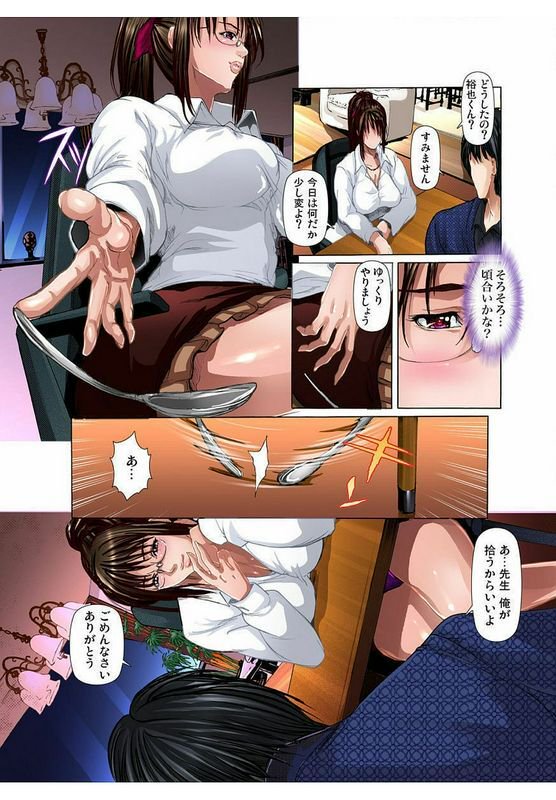 どうしたの?
裕也くん?
すみません
今日は何だか
少し変よ?
そろそろ…
頃合いかな?
ゆっくり
やりましょう
スッ
あ…
あ…先生 俺が
拾うからいいよ
ごめんなさい
ありがとう